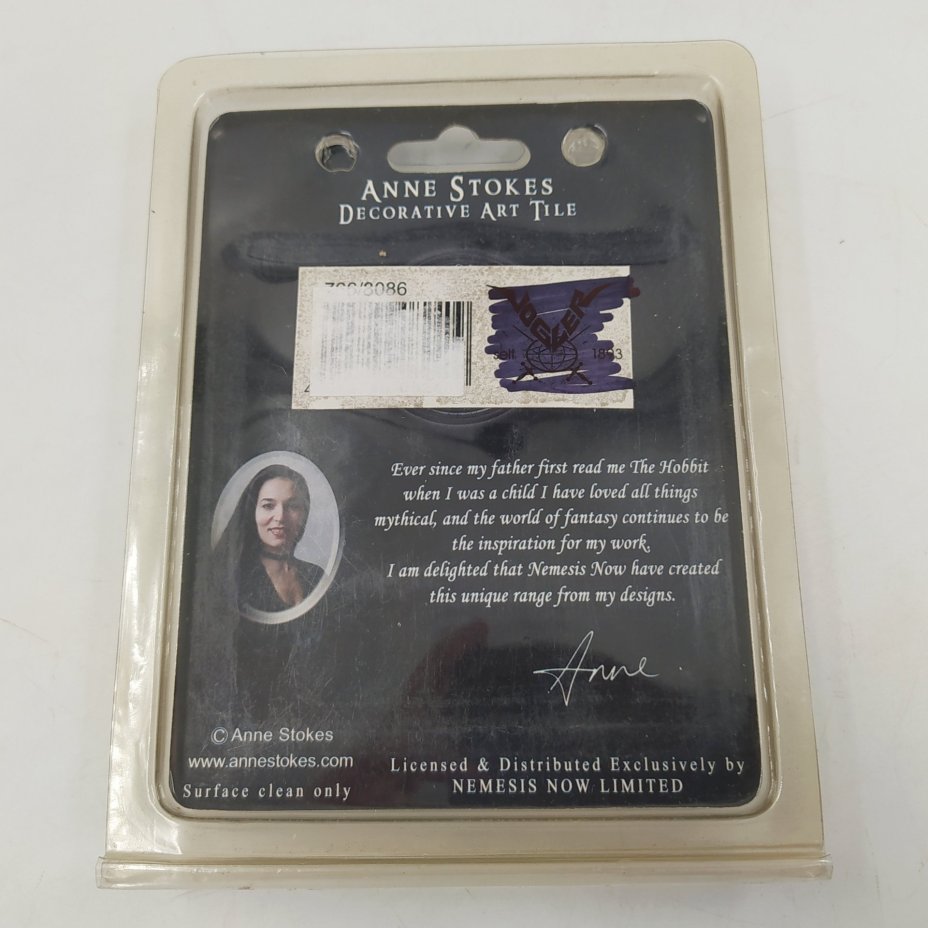 ANNE STOKES
DECORATIVE ART TILE
/8086
seit 1893
Ever since my father first read me The Hobbit
when I was a child I have loved all things
mythical, and the world of fantasy continues to be
the inspiration for my work.
I am delighted that Nemesis Now have created
this unique range from my designs.
Anne
© Anne Stokes
www.annestokes.com
Surface clean only
Licensed & Distributed Exclusively by
NEMESIS NOW LIMITED